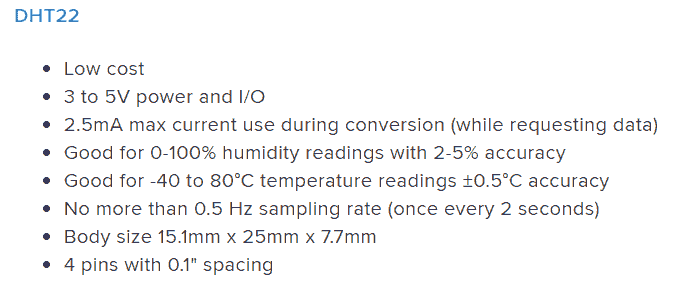 DHT22
• Low cost
• 3 to 5V power and I/O
• 2.5mA max current use during conversion (while requesting data)
• Good for 0-100% humidity readings with 2-5% accuracy
• Good for -40 to 80°C temperature readings ±0.5°C accuracy
• No more than 0.5 Hz sampling rate (once every 2 seconds)
• Body size 15.1mm x 25mm x 7.7mm
• 4 pins with 0.1" spacing